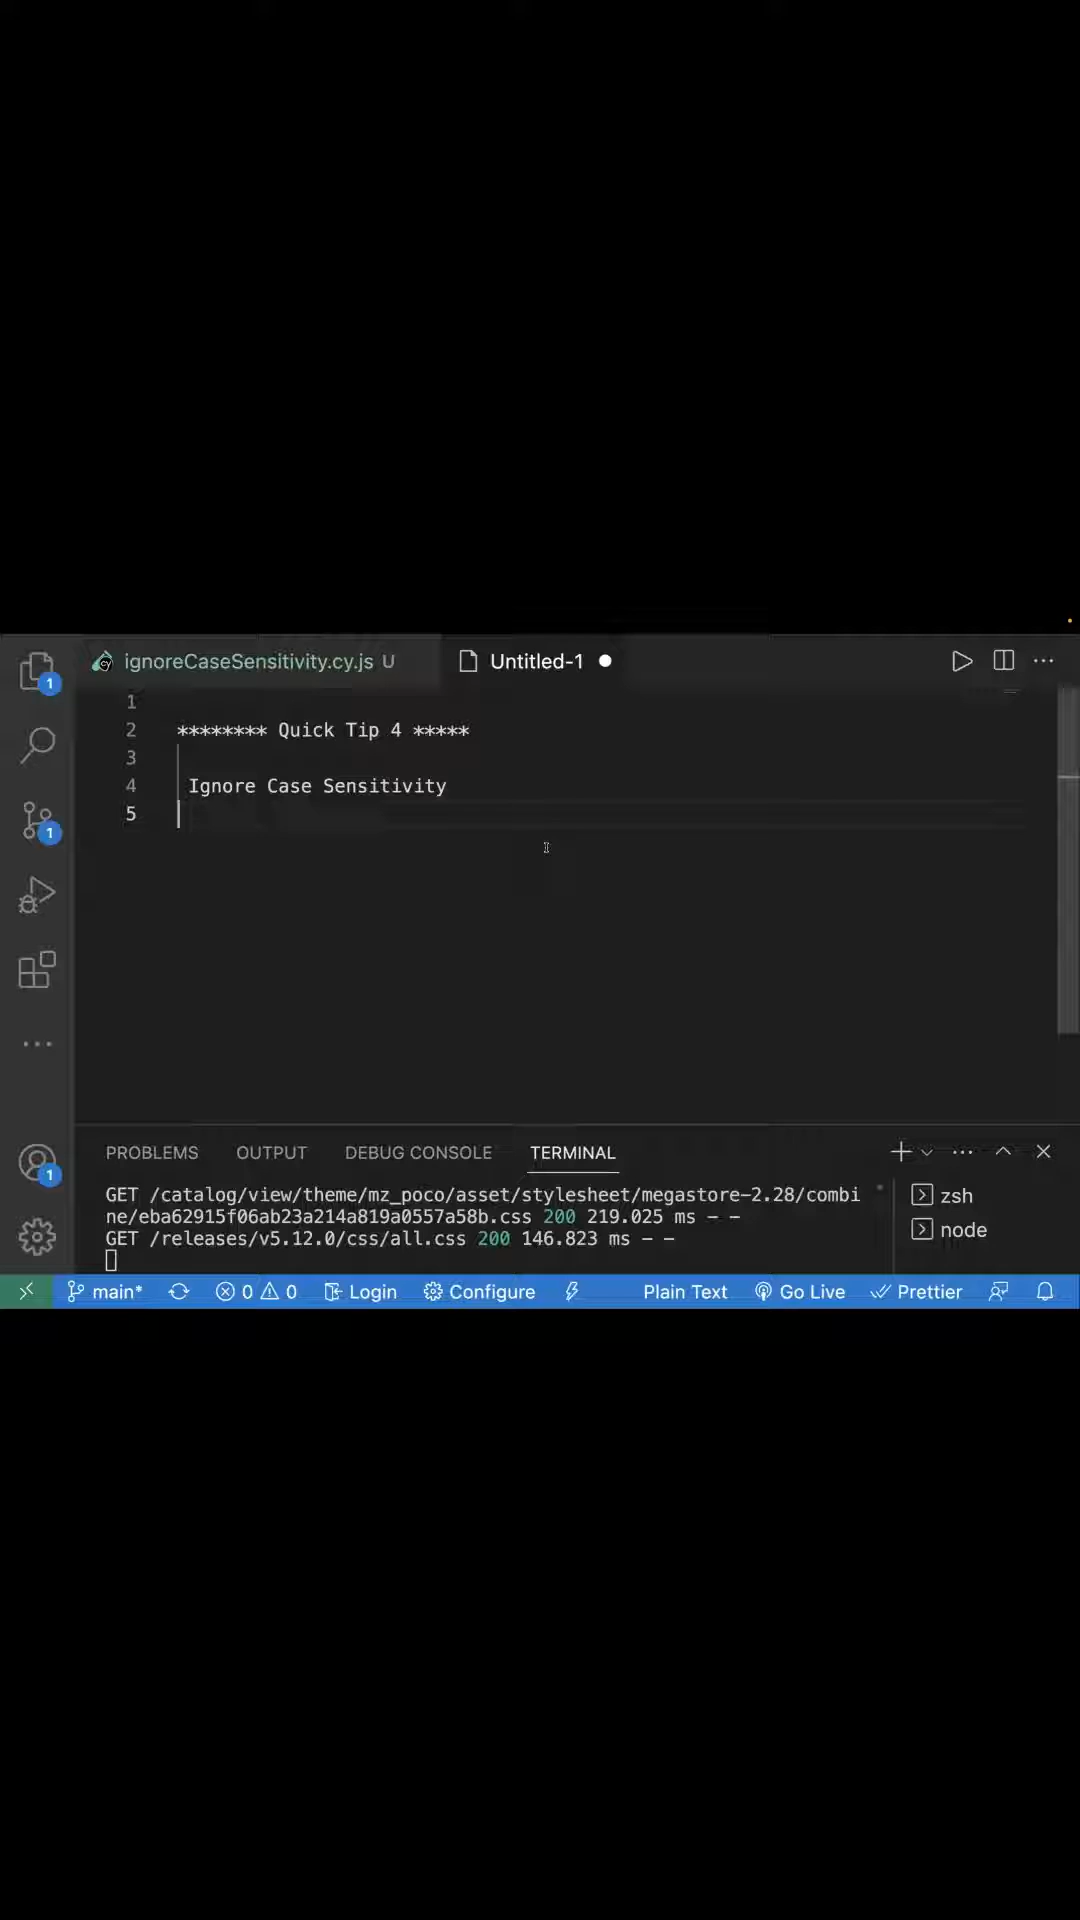 ignoreCaseSensitivity.cy.js U
Untitled-1
1
2 ******** Quick Tip 4 *****
3
4 Ignore Case Sensitivity
5
1
1
1
PROBLEMS OUTPUT DEBUG CONSOLE TERMINAL
GET /catalog/view/theme/mz_poco/asset/stylesheet/megastore-2.28/combi
ne/eba62915f06ab23a214a819a0557a58b.css 200 219.025 ms - -
GET /releases/v5.12.0/css/all.css 200 146.823 ms - -
zsh
node
main* 0 0 Login Configure Plain Text Go Live Prettier